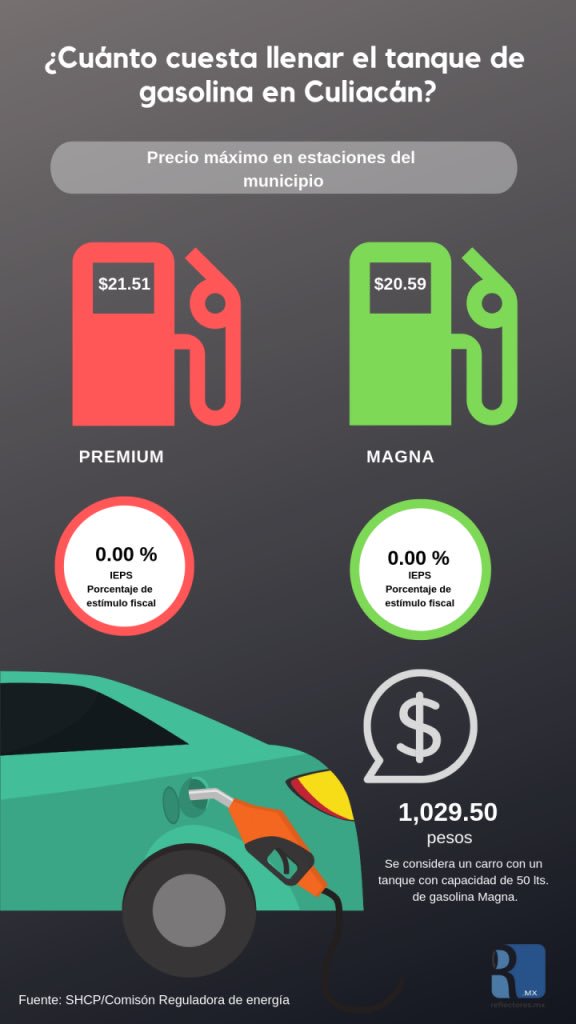 ¿Cuánto cuesta llenar el tanque de
gasolina en Culiacán?
Precio máximo en estaciones del
municipio
$21.51
$20.59
PREMIUM
MAGNA
0.00 %
IEPS
Porcentaje de
estímulo fiscal
0.00 %
IEPS
Porcentaje de
estímulo fiscal
$
1,029.50
pesos
Se considera un carro con un
tanque con capacidad de 50 lts.
de gasolina Magna.
R
.MX
reflectores.mx
Fuente: SHCP/Comisón Reguladora de energía